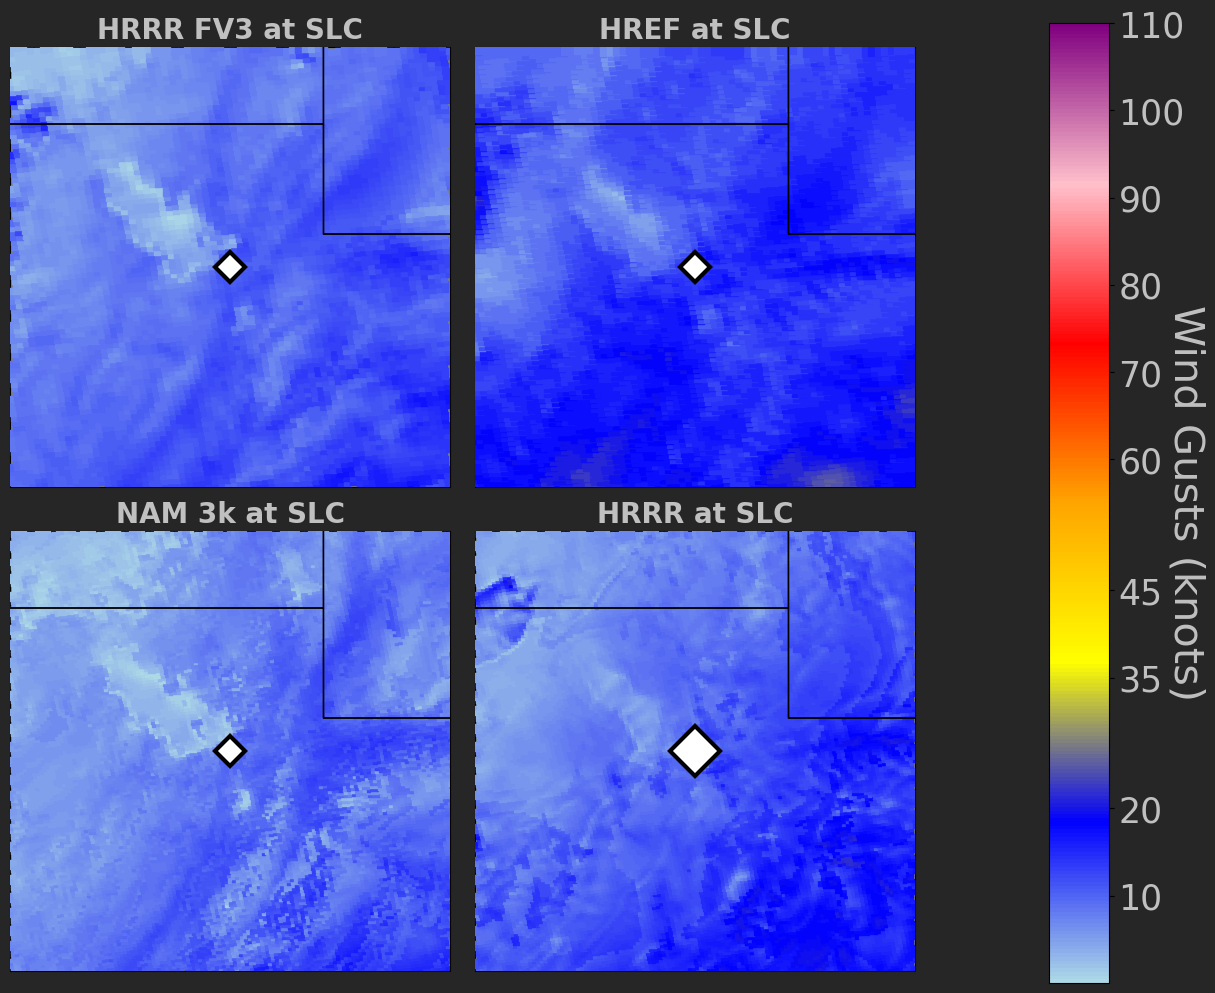 HRRR FV3 at SLC
HREF at SLC
NAM 3k at SLC
HRRR at SLC
110
100
90
80
70
60
45
35
20
10
Wind Gusts (knots)